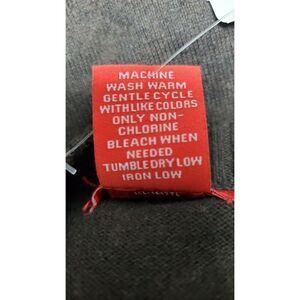 MACHINE
WASH WARM
GENTLE CYCLE
WITH LIKE COLORS
ONLY NON-
CHLORINE
BLEACH WHEN
NEEDED
TUMBLE DRY LOW
IRON LOW